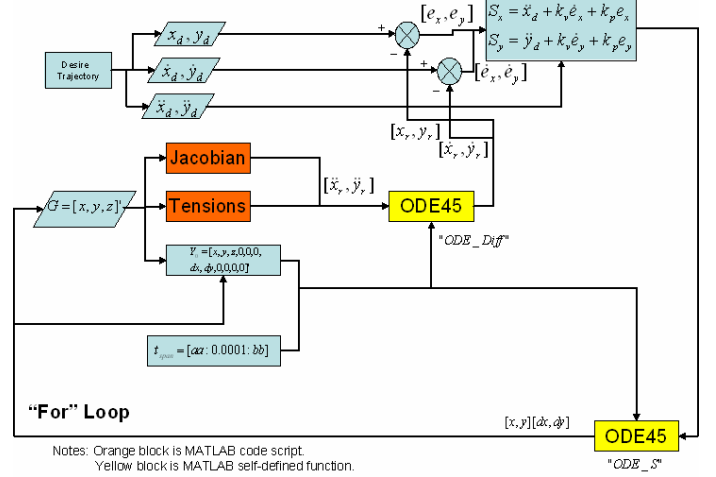 [e_x, e_y]
S_x = ẍ_d + k_v ė_x + k_p e_x
S_y = ÿ_d + k_v ė_y + k_p e_y
x_d, y_d
+
−
Desire
Trajectory
ẋ_d, ẏ_d
+
−
[ė_x, ė_y]
ẍ_d, ÿ_d
[x_r, y_r]
[ẋ_r, ẏ_r]
Jacobian
[ẍ_r, ÿ_r]
G=[x, y, z]'
Tensions
ODE45
"ODE_Diff"
Y_0=[x, y, z,0,0,0,
dx, dy,0,0,0,0]'
t_span = [aa: 0.0001: bb]
"For" Loop
[x, y][dx, dy]
ODE45
"ODE_S"
Notes: Orange block is MATLAB code script.
Yellow block is MATLAB self-defined function.